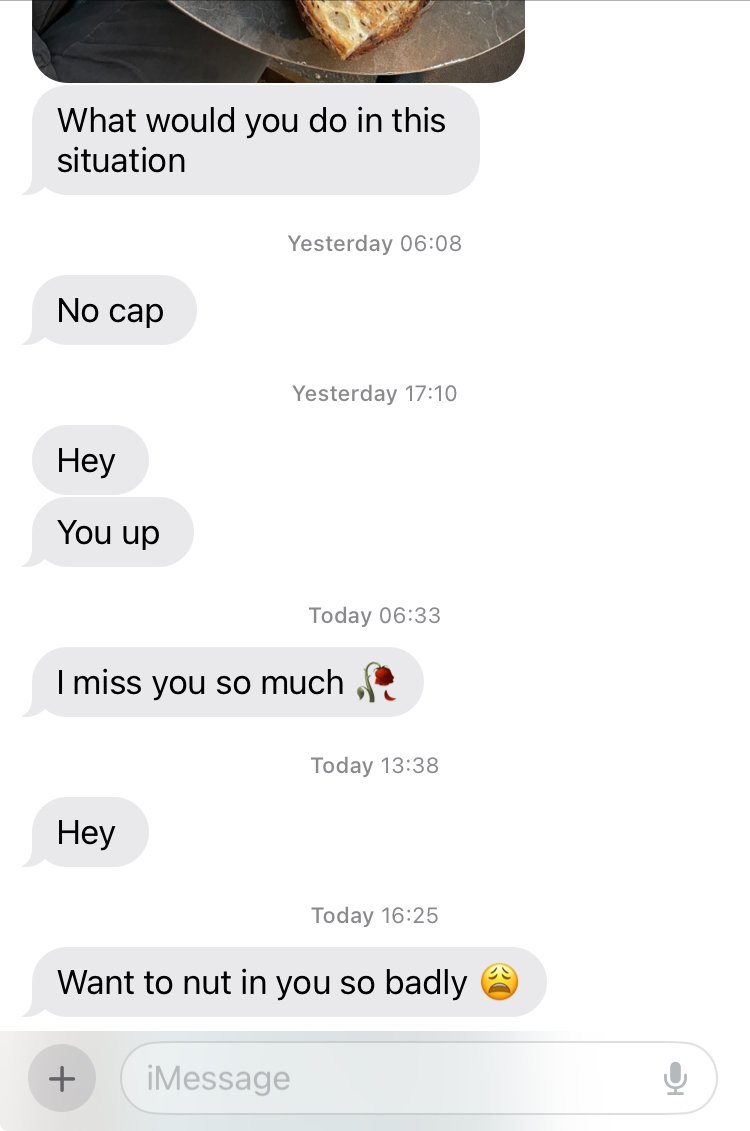 What would you do in this
situation
Yesterday 06:08
No cap
Yesterday 17:10
Hey
You up
Today 06:33
I miss you so much 🥀
Today 13:38
Hey
Today 16:25
Want to nut in you so badly 😩
iMessage